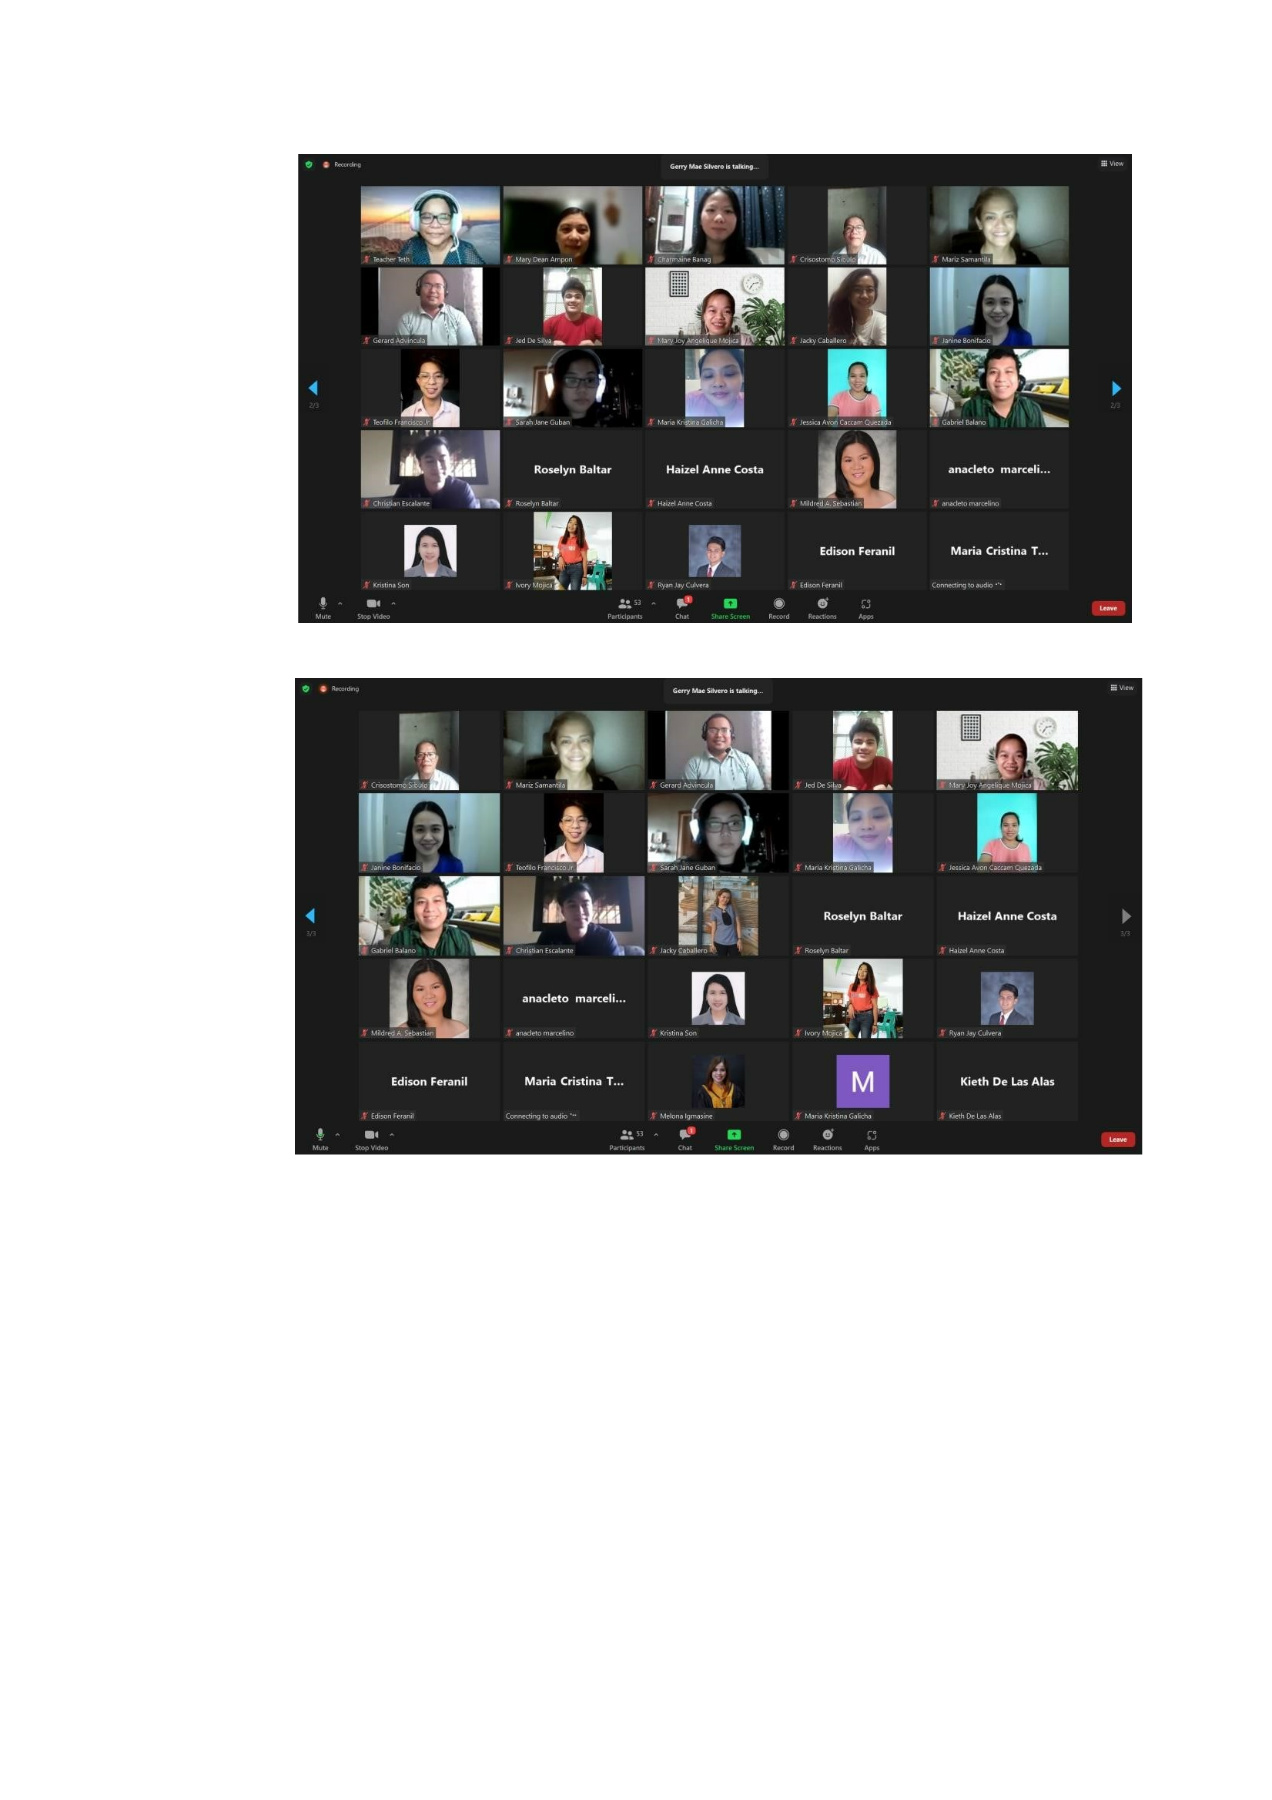 Recording
Gerry Mae Silvero is talking...
View
Teacher Teth
Mary Dean Ampon
Charmaine Banag
Crisostomo Sibulo
Mariz Samantila
Gerard Advincula
Jed De Silva
Mary Joy Angelique Mojica
Jacky Caballero
Janine Bonifacio
2/3
2/3
Teofilo Francisco Jr.
Sarah Jane Guban
Maria Kristina Galicha
Jessica Avon Caccam Quezada
Gabriel Balano
Roselyn Baltar
Haizel Anne Costa
anacleto marceli...
Christian Escalante
Roselyn Baltar
Haizel Anne Costa
Mildred A. Sebastian
anacleto marcelino
Edison Feranil
Maria Cristina T...
Kristina Son
Ivory Mojica
Ryan Jay Culvera
Edison Feranil
Connecting to audio
53
1
Mute
Stop Video
Participants
Chat
Share Screen
Record
Reactions
Apps
Leave
Recording
Gerry Mae Silvero is talking...
View
Crisostomo Sibulo
Mariz Samantila
Gerard Advincula
Jed De Silva
Mary Joy Angelique Mojica
Janine Bonifacio
Teofilo Francisco Jr.
Sarah Jane Guban
Maria Kristina Galicha
Jessica Avon Caccam Quezada
Roselyn Baltar
Haizel Anne Costa
3/3
3/3
Gabriel Balano
Christian Escalante
Jacky Caballero
Roselyn Baltar
Haizel Anne Costa
anacleto marceli...
Mildred A. Sebastian
anacleto marcelino
Kristina Son
Ivory Mojica
Ryan Jay Culvera
Edison Feranil
Maria Cristina T...
M
Kieth De Las Alas
Edison Feranil
Connecting to audio
Melona Igmasine
Maria Kristina Galicha
Kieth De Las Alas
53
1
Mute
Stop Video
Participants
Chat
Share Screen
Record
Reactions
Apps
Leave